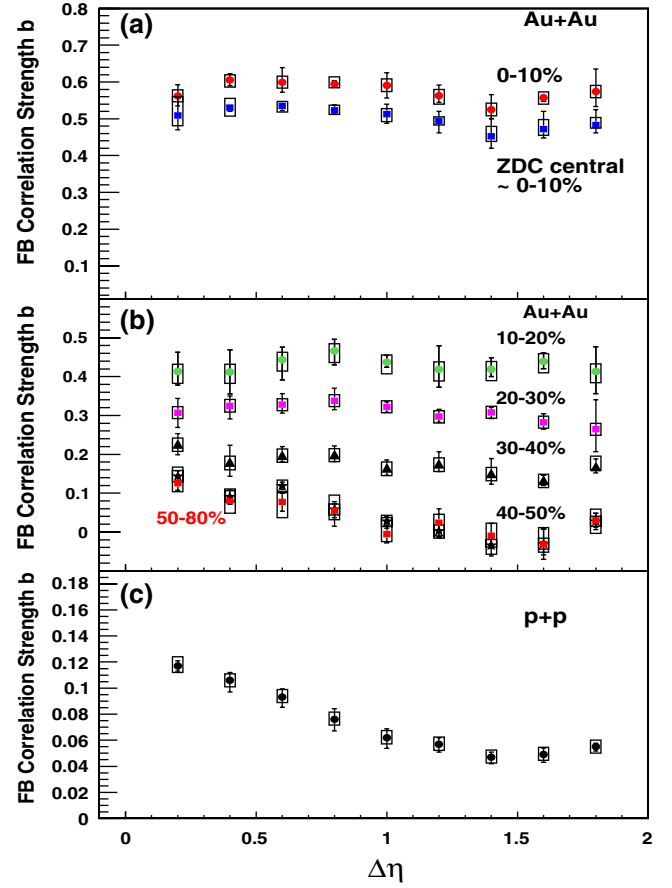 (a)
Au+Au
0.8
0.7
0.6
0.5
0.4
0.3
0.2
0.1
0-10%
ZDC central
~ 0-10%
FB Correlation Strength b
(b)
Au+Au
10-20%
0.5
0.4
0.3
0.2
0.1
0
20-30%
30-40%
50-80%
40-50%
FB Correlation Strength b
(c)
p+p
0.18
0.16
0.14
0.12
0.1
0.08
0.06
0.04
0.02
0
FB Correlation Strength b
0 0.5 1 1.5 2
Δη